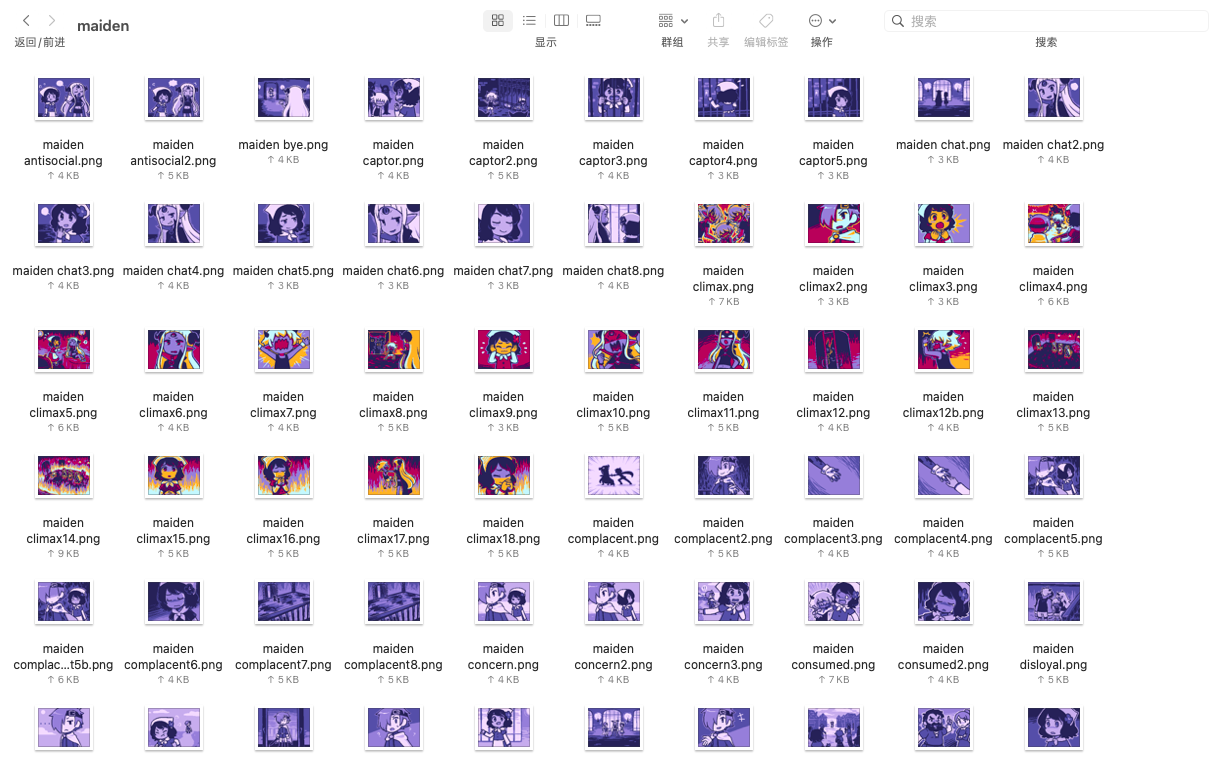 maiden
搜索
返回/前进
显示
群组
共享
编辑标签
操作
搜索
maiden antisocial.png
↑ 4 KB
maiden antisocial2.png
↑ 5 KB
maiden bye.png
↑ 4 KB
maiden captor.png
↑ 4 KB
maiden captor2.png
↑ 5 KB
maiden captor3.png
↑ 4 KB
maiden captor4.png
↑ 3 KB
maiden captor5.png
↑ 3 KB
maiden chat.png
↑ 3 KB
maiden chat2.png
↑ 4 KB
maiden chat3.png
↑ 4 KB
maiden chat4.png
↑ 4 KB
maiden chat5.png
↑ 3 KB
maiden chat6.png
↑ 3 KB
maiden chat7.png
↑ 3 KB
maiden chat8.png
↑ 4 KB
maiden climax.png
↑ 7 KB
maiden climax2.png
↑ 3 KB
maiden climax3.png
↑ 3 KB
maiden climax4.png
↑ 6 KB
maiden climax5.png
↑ 6 KB
maiden climax6.png
↑ 4 KB
maiden climax7.png
↑ 4 KB
maiden climax8.png
↑ 5 KB
maiden climax9.png
↑ 3 KB
maiden climax10.png
↑ 5 KB
maiden climax11.png
↑ 5 KB
maiden climax12.png
↑ 4 KB
maiden climax12b.png
↑ 4 KB
maiden climax13.png
↑ 5 KB
maiden climax14.png
↑ 9 KB
maiden climax15.png
↑ 5 KB
maiden climax16.png
↑ 5 KB
maiden climax17.png
↑ 5 KB
maiden climax18.png
↑ 5 KB
maiden complacent.png
↑ 4 KB
maiden complacent2.png
↑ 5 KB
maiden complacent3.png
↑ 4 KB
maiden complacent4.png
↑ 4 KB
maiden complacent5.png
↑ 5 KB
maiden complac...t5b.png
↑ 6 KB
maiden complacent6.png
↑ 4 KB
maiden complacent7.png
↑ 5 KB
maiden complacent8.png
↑ 5 KB
maiden concern.png
↑ 4 KB
maiden concern2.png
↑ 4 KB
maiden concern3.png
↑ 4 KB
maiden consumed.png
↑ 7 KB
maiden consumed2.png
↑ 4 KB
maiden disloyal.png
↑ 5 KB